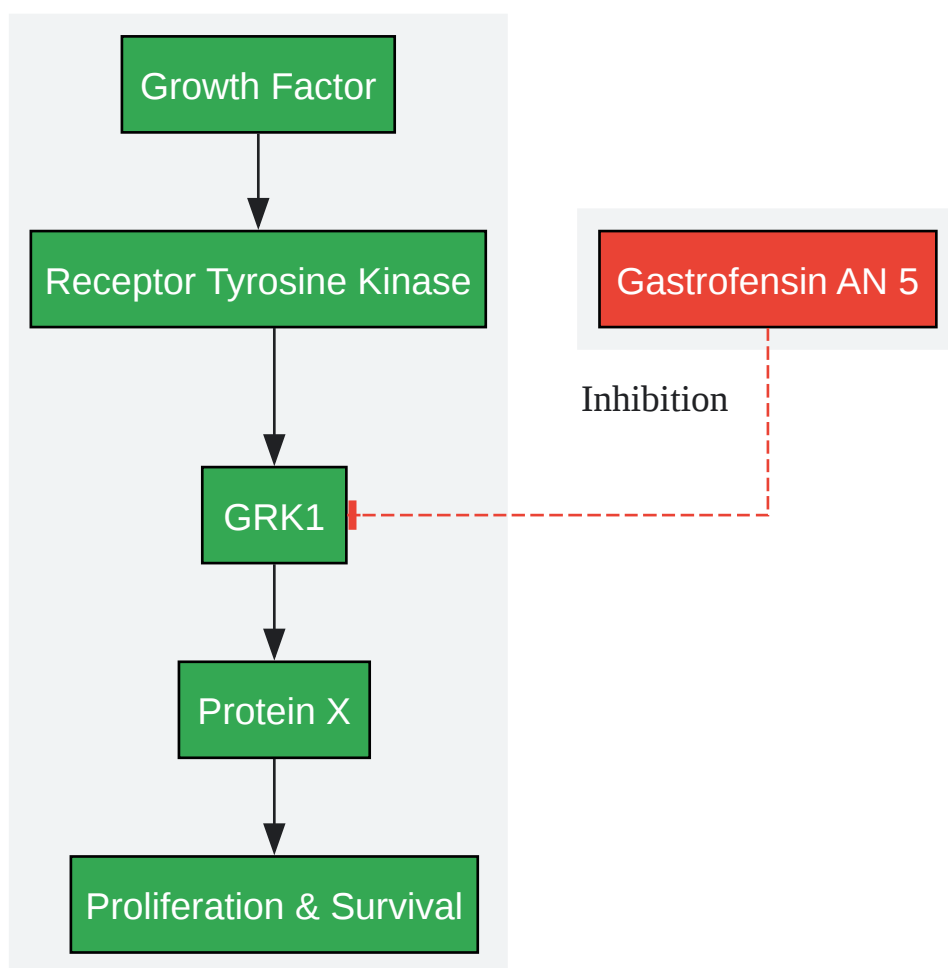 Growth Factor
Receptor Tyrosine Kinase
Gastrofensin AN 5
Inhibition
GRK1
Protein X
Proliferation & Survival